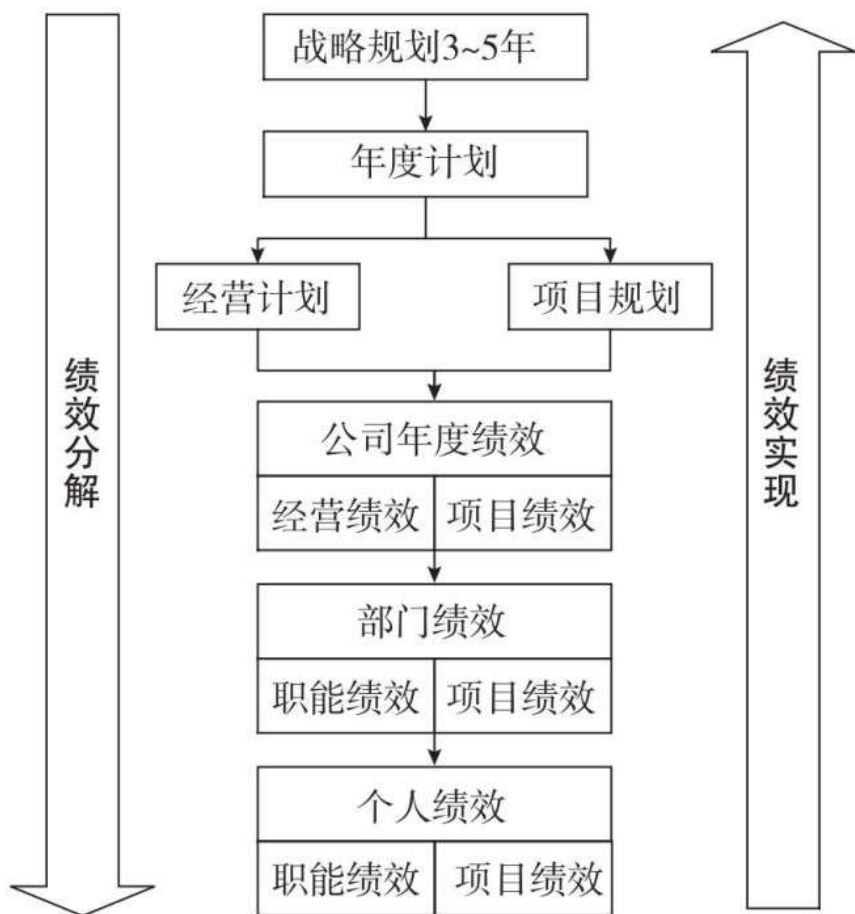 战略规划3~5年
年度计划
经营计划
项目规划
绩效分解
绩效实现
公司年度绩效
经营绩效
项目绩效
部门绩效
职能绩效
项目绩效
个人绩效
职能绩效
项目绩效